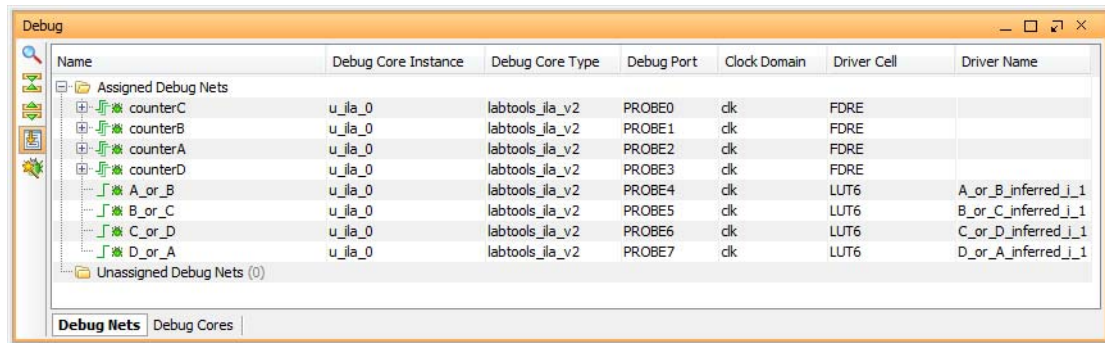 Debug
Name Debug Core Instance Debug Core Type Debug Port Clock Domain Driver Cell Driver Name
Assigned Debug Nets
counterC u_ila_0 labtools_ila_v2 PROBE0 clk FDRE
counterB u_ila_0 labtools_ila_v2 PROBE1 clk FDRE
counterA u_ila_0 labtools_ila_v2 PROBE2 clk FDRE
counterD u_ila_0 labtools_ila_v2 PROBE3 clk FDRE
A_or_B u_ila_0 labtools_ila_v2 PROBE4 clk LUT6 A_or_B_inferred_i_1
B_or_C u_ila_0 labtools_ila_v2 PROBE5 clk LUT6 B_or_C_inferred_i_1
C_or_D u_ila_0 labtools_ila_v2 PROBE6 clk LUT6 C_or_D_inferred_i_1
D_or_A u_ila_0 labtools_ila_v2 PROBE7 clk LUT6 D_or_A_inferred_i_1
Unassigned Debug Nets (0)
Debug Nets Debug Cores